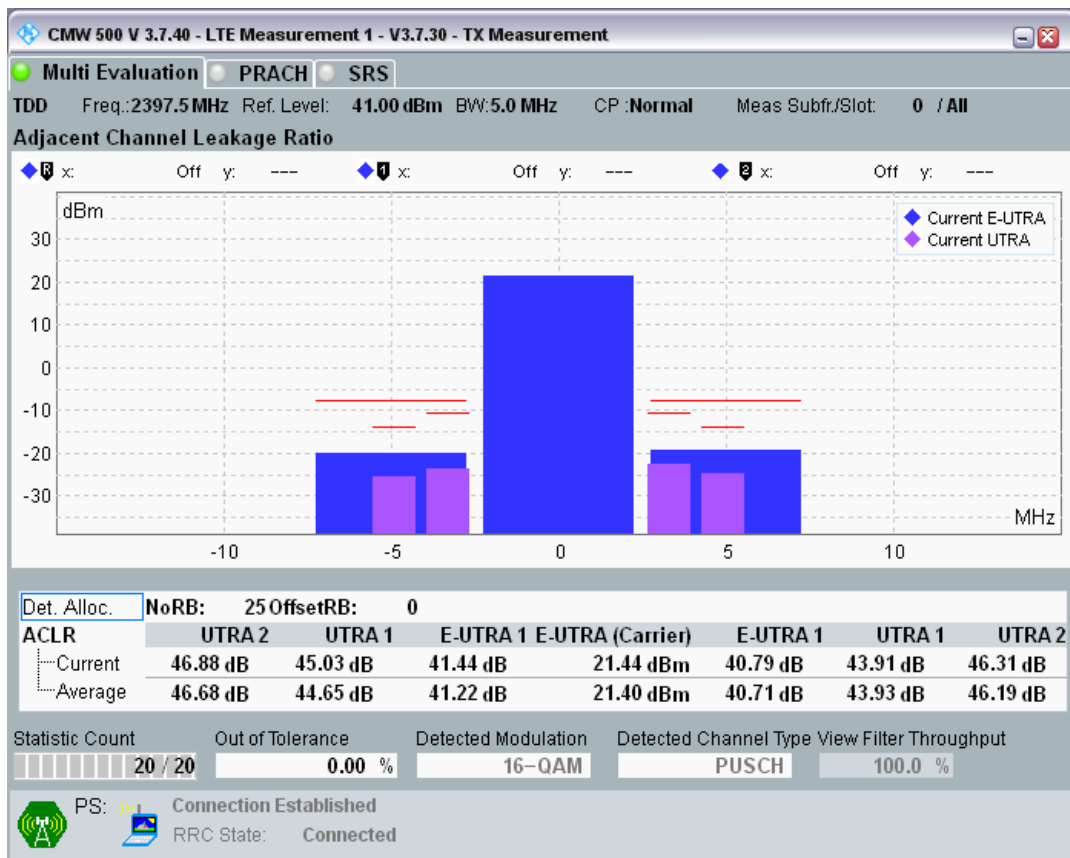 CMW 500 V 3.7.40 - LTE Measurement 1 - V3.7.30 - TX Measurement
Multi Evaluation PRACH SRS
TDD Freq.:2397.5 MHz Ref. Level: 41.00 dBm BW:5.0 MHz CP :Normal Meas Subfr./Slot: 0 / All
Adjacent Channel Leakage Ratio
R x: Off y: --- 1 x: Off y: --- 2 x: Off y: ---
dBm
Current E-UTRA
Current UTRA
30
20
10
0
-10
-20
-30
MHz
-10 -5 0 5 10
Det. Alloc. NoRB: 25 OffsetRB: 0
ACLR UTRA 2 UTRA 1 E-UTRA 1 E-UTRA (Carrier) E-UTRA 1 UTRA 1 UTRA 2
Current 46.88 dB 45.03 dB 41.44 dB 21.44 dBm 40.79 dB 43.91 dB 46.31 dB
Average 46.68 dB 44.65 dB 41.22 dB 21.40 dBm 40.71 dB 43.93 dB 46.19 dB
Statistic Count Out of Tolerance Detected Modulation Detected Channel Type View Filter Throughput
20 / 20 0.00 % 16-QAM PUSCH 100.0 %
PS: Connection Established
RRC State: Connected